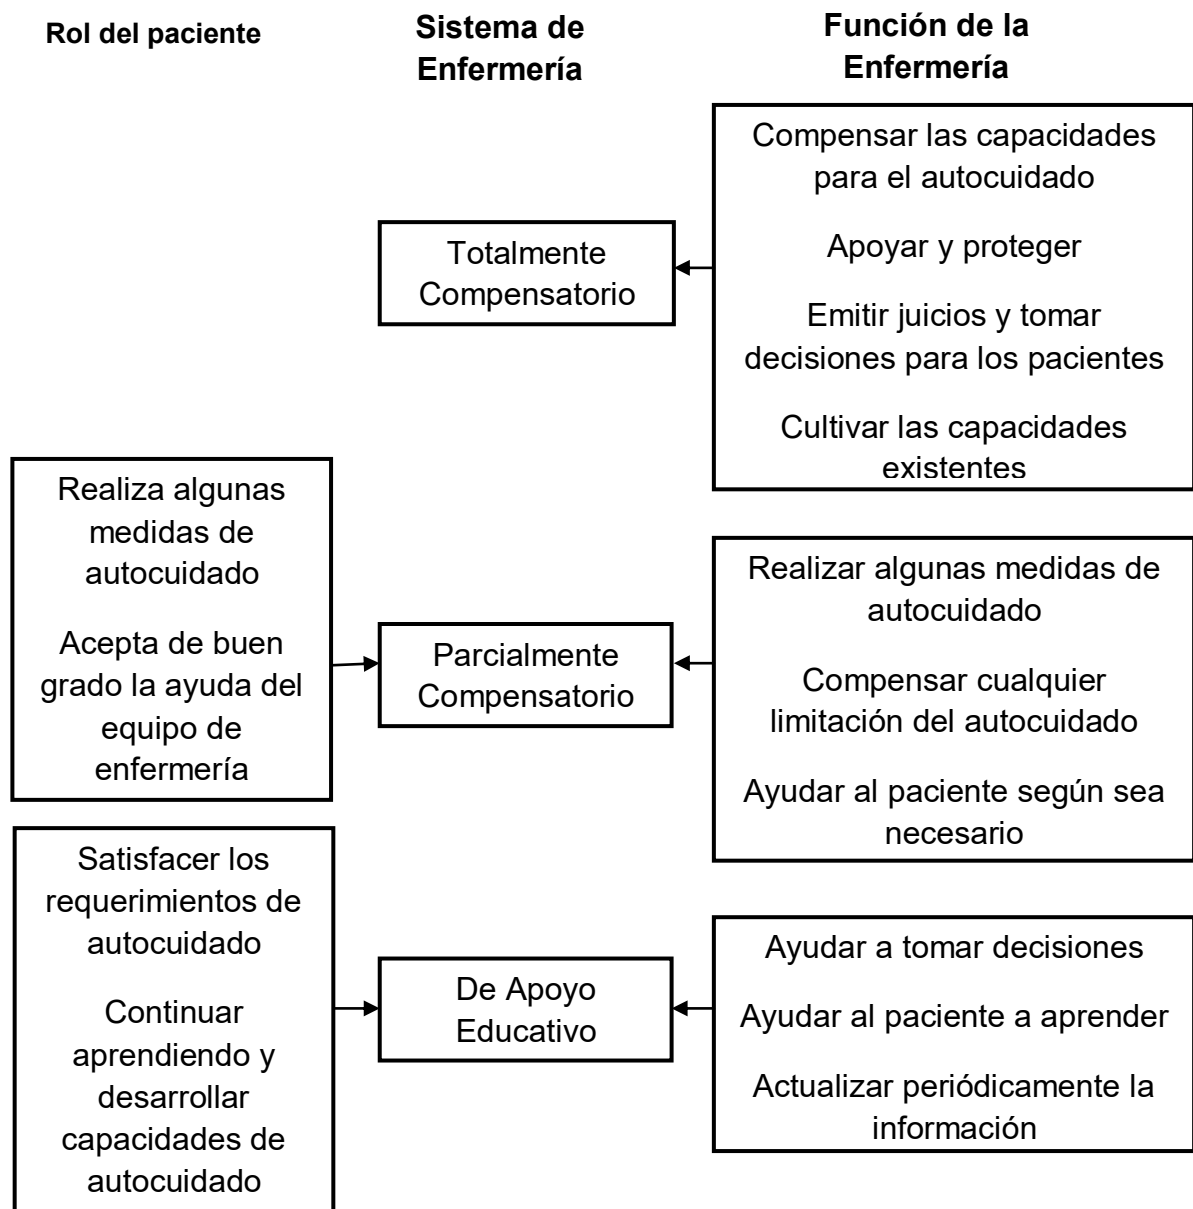 Rol del paciente
Sistema de
Enfermería
Función de la
Enfermería
Compensar las capacidades
para el autocuidado
Apoyar y proteger
Emitir juicios y tomar
decisiones para los pacientes
Cultivar las capacidades
existentes
Totalmente
Compensatorio
Realiza algunas
medidas de
autocuidado
Acepta de buen
grado la ayuda del
equipo de
enfermería
Parcialmente
Compensatorio
Realizar algunas medidas de
autocuidado
Compensar cualquier
limitación del autocuidado
Ayudar al paciente según sea
necesario
Satisfacer los
requerimientos de
autocuidado
Continuar
aprendiendo y
desarrollar
capacidades de
autocuidado
De Apoyo
Educativo
Ayudar a tomar decisiones
Ayudar al paciente a aprender
Actualizar periódicamente la
información